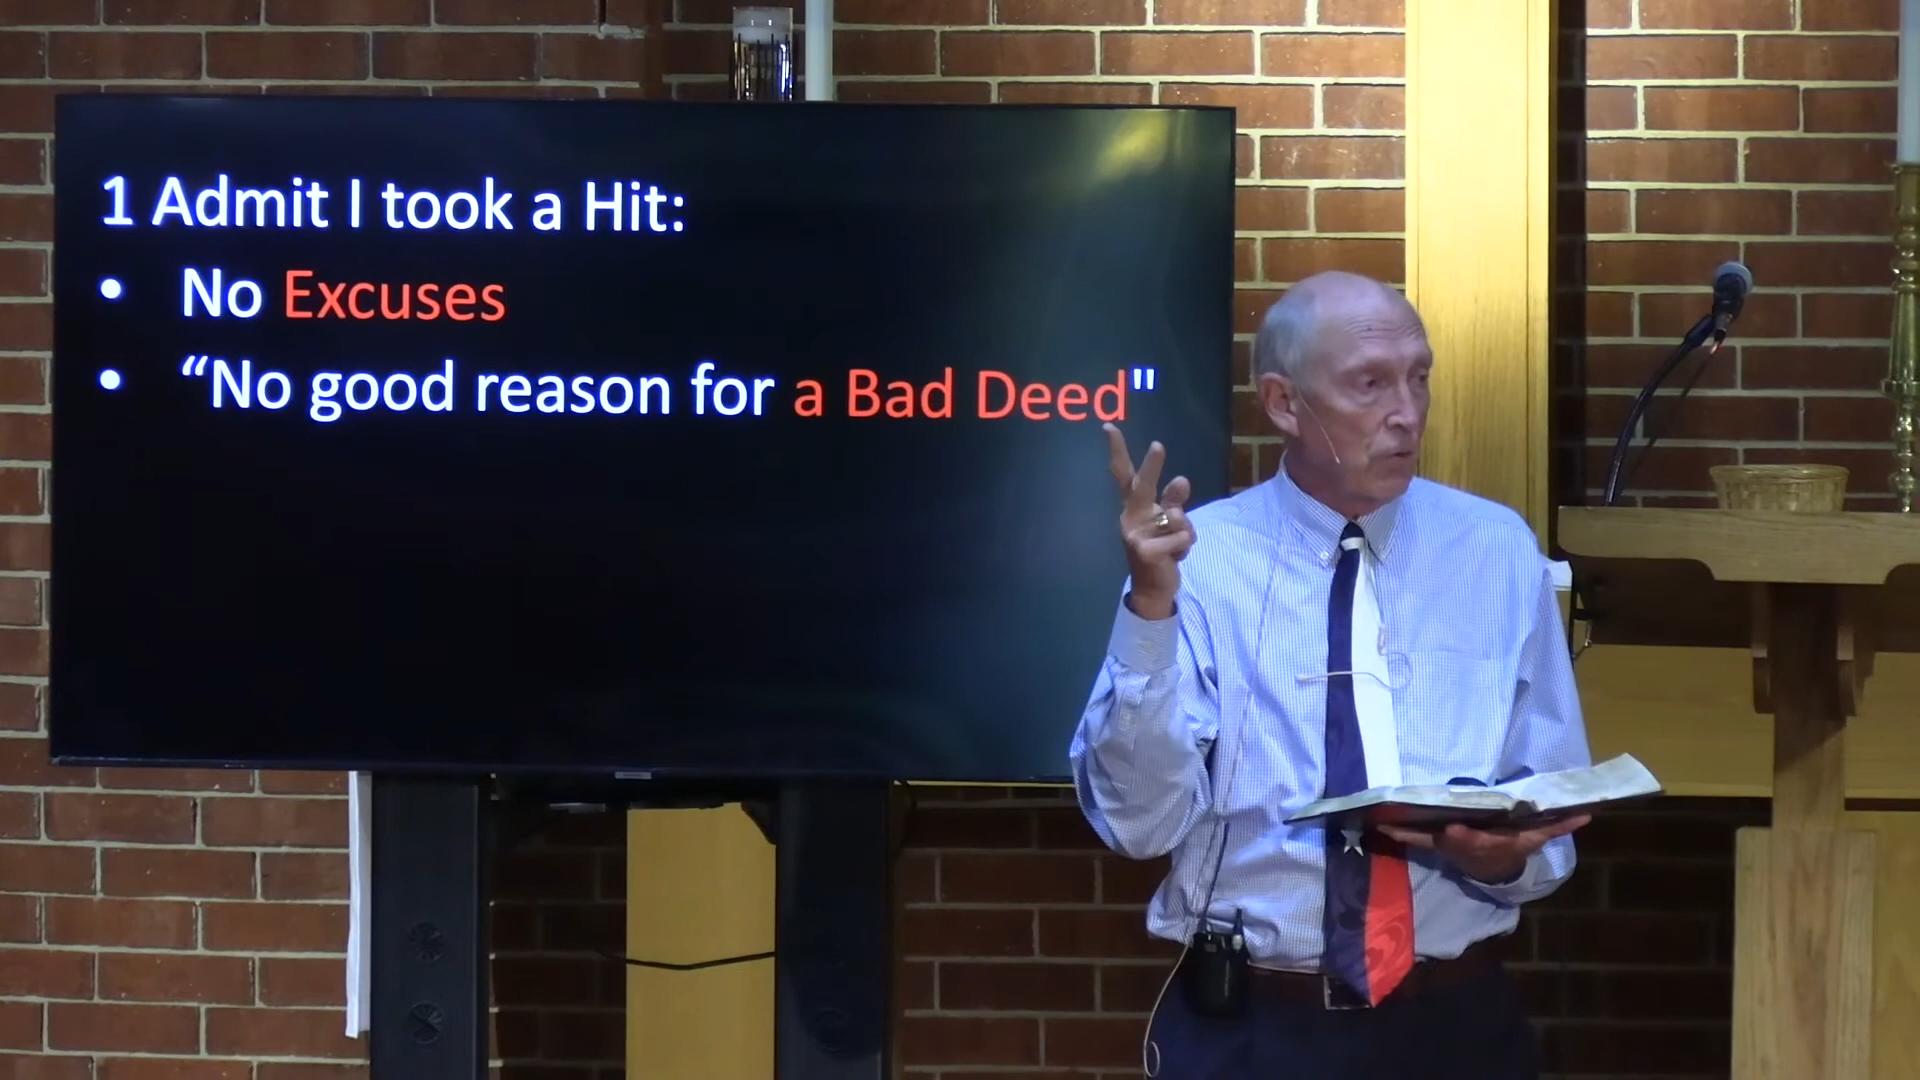 1 Admit I took a Hit:
• No Excuses
• “No good reason for a Bad Deed"